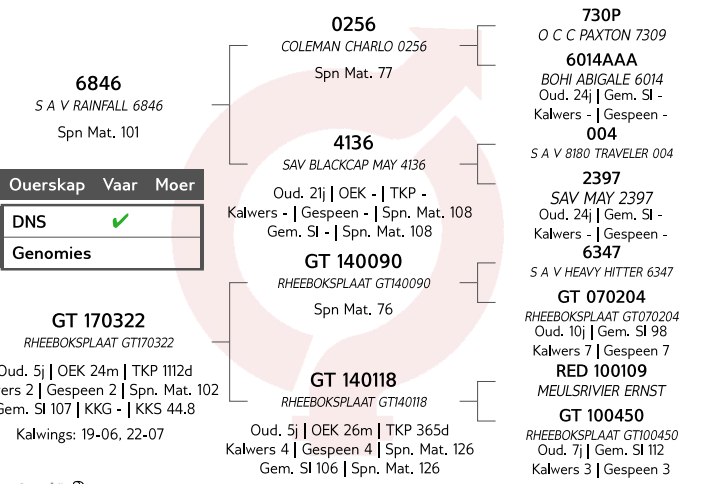 6846
S A V RAINFALL 6846
Spn Mat. 101
Ouerskap Vaar Moer
DNS ✔
Genomies
GT 170322
RHEEBOKSPLAAT GT170322
Oud. 5j | OEK 24m | TKP 1112d
ers 2 | Gespeen 2 | Spn. Mat. 102
Gem. SI 107 | KKG - | KKS 44.8
Kalwings: 19-06, 22-07
0256
COLEMAN CHARLO 0256
Spn Mat. 77
4136
SAV BLACKCAP MAY 4136
Oud. 21j | OEK - | TKP -
Kalwers - | Gespeen - | Spn. Mat. 108
Gem. SI - | Spn. Mat. 108
GT 140090
RHEEBOKSPLAAT GT140090
Spn Mat. 76
GT 140118
RHEEBOKSPLAAT GT140118
Oud. 5j | OEK 26m | TKP 365d
Kalwers 4 | Gespeen 4 | Spn. Mat. 126
Gem. SI 106 | Spn. Mat. 126
730P
O C C PAXTON 7309
6014AAA
BOHI ABIGALE 6014
Oud. 24j | Gem. SI -
Kalwers - | Gespeen -
004
S A V 8180 TRAVELER 004
2397
SAV MAY 2397
Oud. 24j | Gem. SI -
Kalwers - | Gespeen -
6347
S A V HEAVY HITTER 6347
GT 070204
RHEEBOKSPLAAT GT070204
Oud. 10j | Gem. SI 98
Kalwers 7 | Gespeen 7
RED 100109
MEULSRIVIER ERNST
GT 100450
RHEEBOKSPLAAT GT100450
Oud. 7j | Gem. SI 112
Kalwers 3 | Gespeen 3